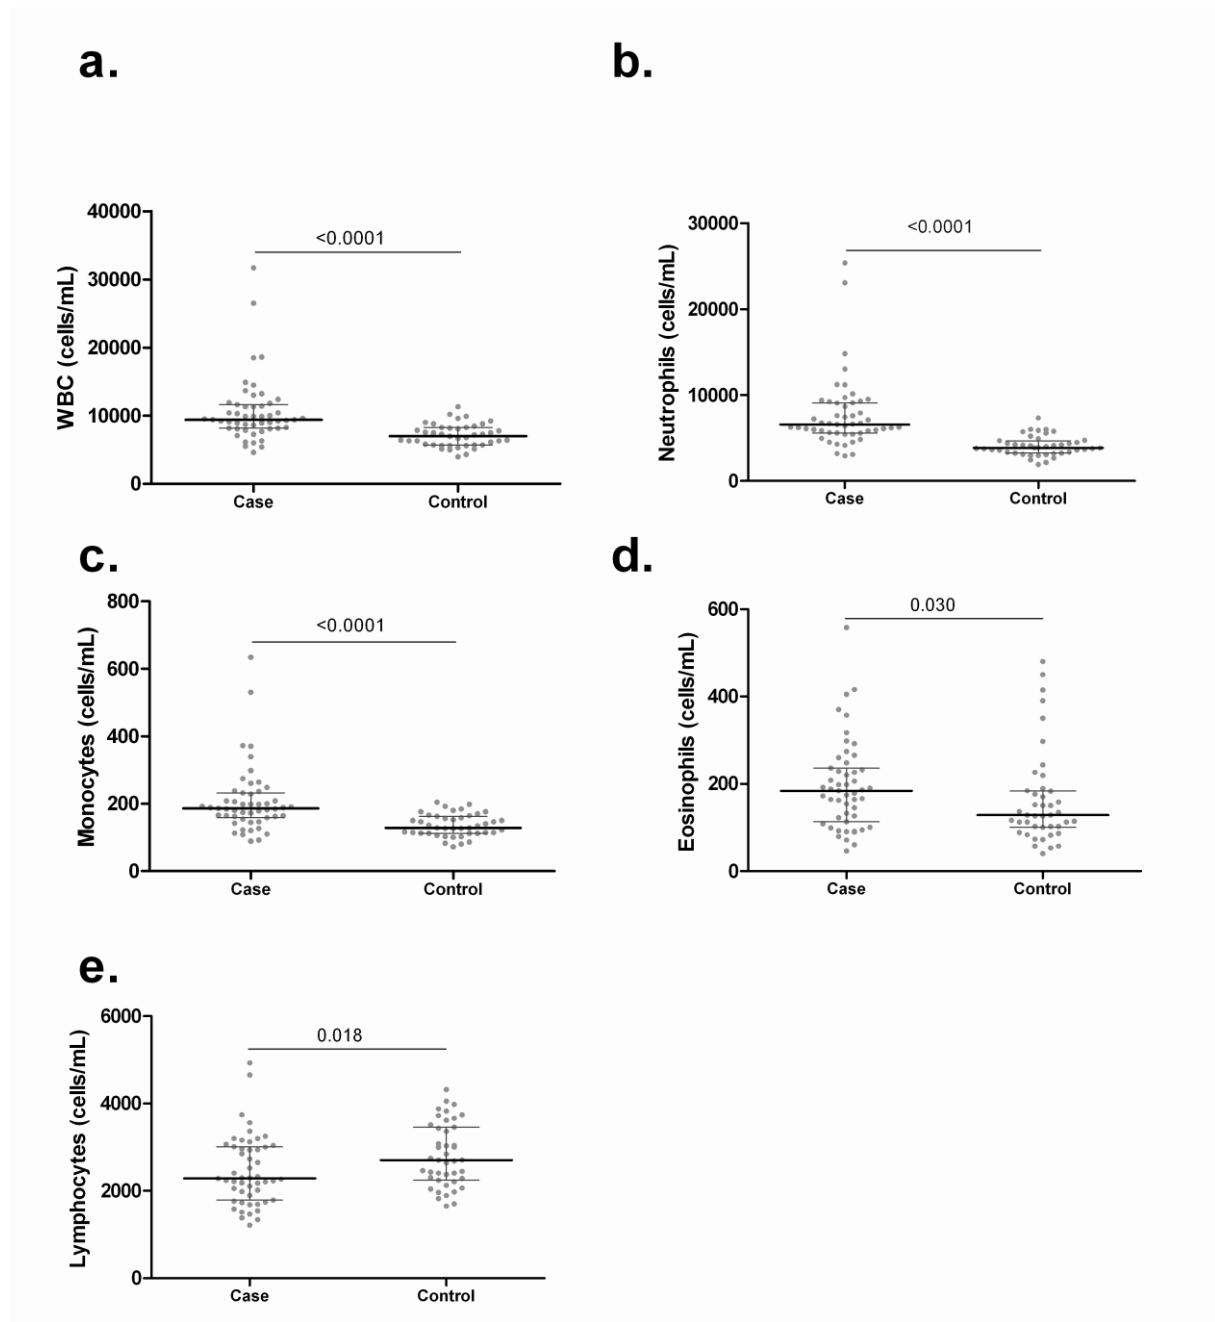 a.
WBC (cells/mL)
40000
30000
20000
10000
0
<0.0001
Case
Control
b.
Neutrophils (cells/mL)
30000
20000
10000
0
<0.0001
Case
Control
c.
Monocytes (cells/mL)
800
600
400
200
0
<0.0001
Case
Control
d.
Eosinophils (cells/mL)
600
400
200
0
0.030
Case
Control
e.
Lymphocytes (cells/mL)
6000
4000
2000
0
0.018
Case
Control